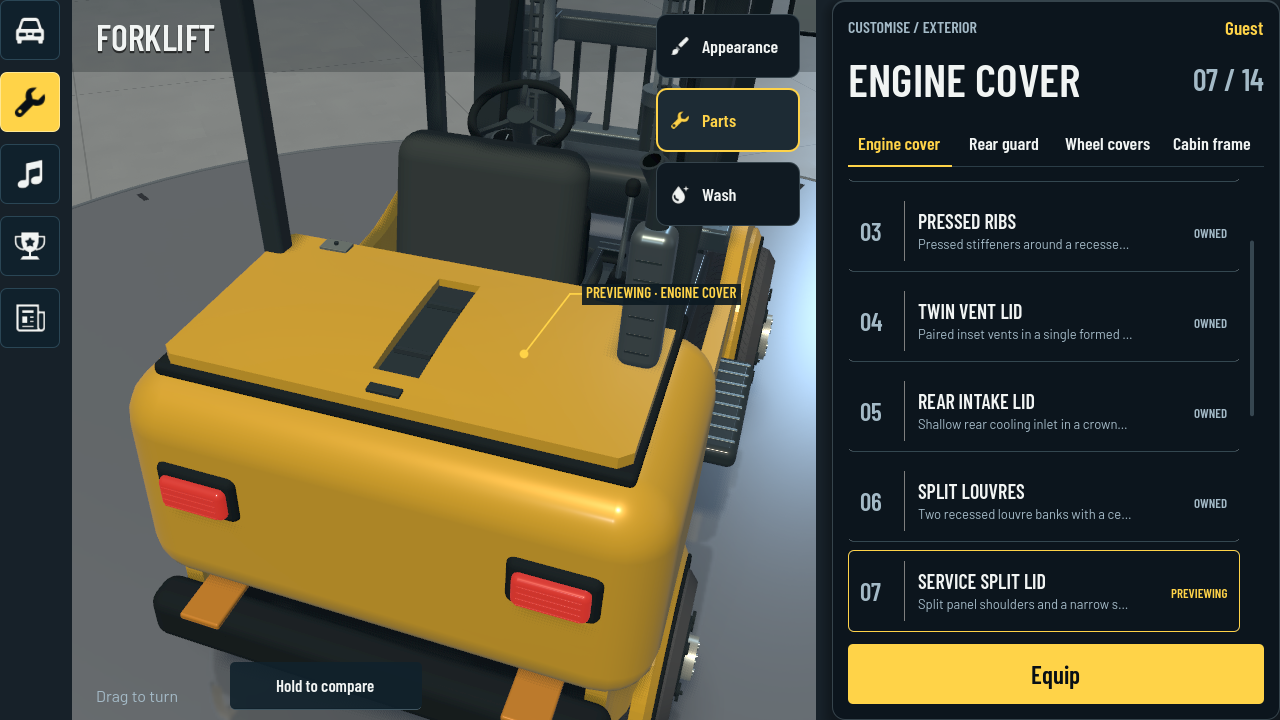 FORKLIFT
Appearance
Parts
Wash
PREVIEWING · ENGINE COVER
Drag to turn
Hold to compare
CUSTOMISE / EXTERIOR
Guest
ENGINE COVER
07 / 14
Engine cover
Rear guard
Wheel covers
Cabin frame
03
PRESSED RIBS
Pressed stiffeners around a recesse...
OWNED
04
TWIN VENT LID
Paired inset vents in a single formed ...
OWNED
05
REAR INTAKE LID
Shallow rear cooling inlet in a crown...
OWNED
06
SPLIT LOUVRES
Two recessed louvre banks with a ce...
OWNED
07
SERVICE SPLIT LID
Split panel shoulders and a narrow s...
PREVIEWING
Equip